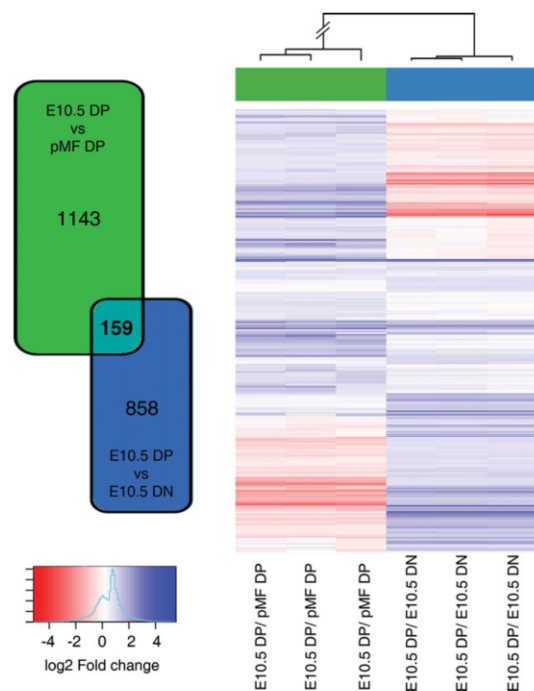 E10.5 DP
vs
pMF DP
1143
159
858
E10.5 DP
vs
E10.5 DN
-4 -2 0 2 4
log2 Fold change
E10.5 DP/ pMF DP
E10.5 DP/ pMF DP
E10.5 DP/ pMF DP
E10.5 DP/ E10.5 DN
E10.5 DP/ E10.5 DN
E10.5 DP/ E10.5 DN